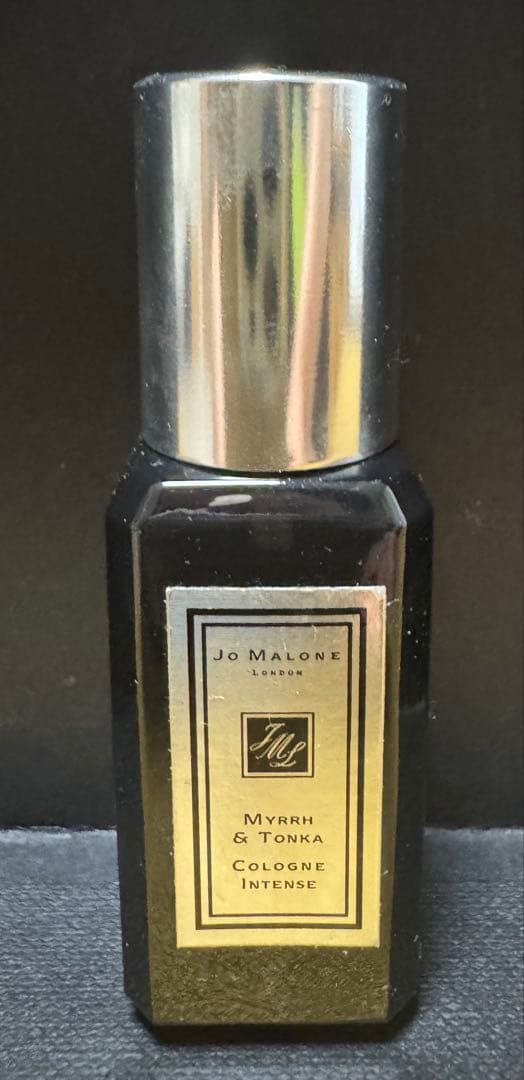 Jo Malone
London
JML
Myrrh
& Tonka
Cologne
Intense